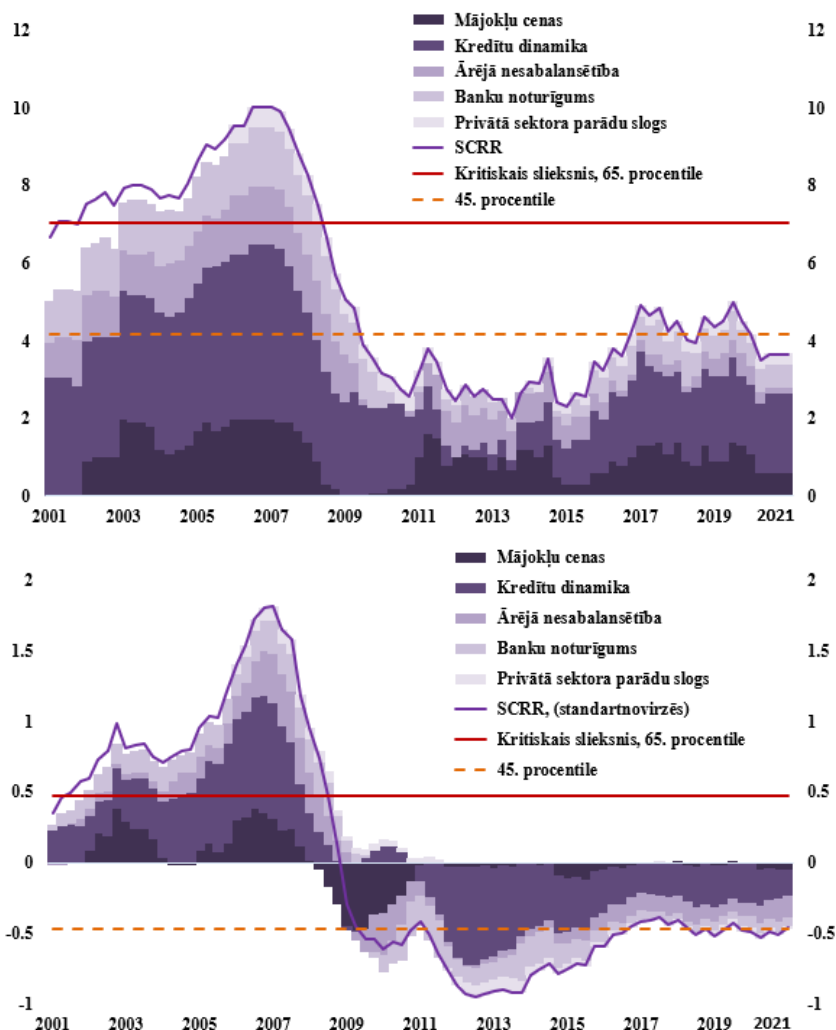 Mājokļu cenas
Kredītu dinamika
Ārējā nesabalansētība
Banku noturīgums
Privātā sektora parādu slogs
SCRR
Kritiskais slieksnis, 65. procentile
45. procentile
12 12
10 10
8 8
6 6
4 4
2 2
0 0
2001 2003 2005 2007 2009 2011 2013 2015 2017 2019 2021
Mājokļu cenas
Kredītu dinamika
Ārējā nesabalansētība
Banku noturīgums
Privātā sektora parādu slogs
SCRR, (standartnovirzēs)
Kritiskais slieksnis, 65. procentile
45. procentile
2 2
1.5 1.5
1 1
0.5 0.5
0 0
-0.5 -0.5
-1 -1
2001 2003 2005 2007 2009 2011 2013 2015 2017 2019 2021